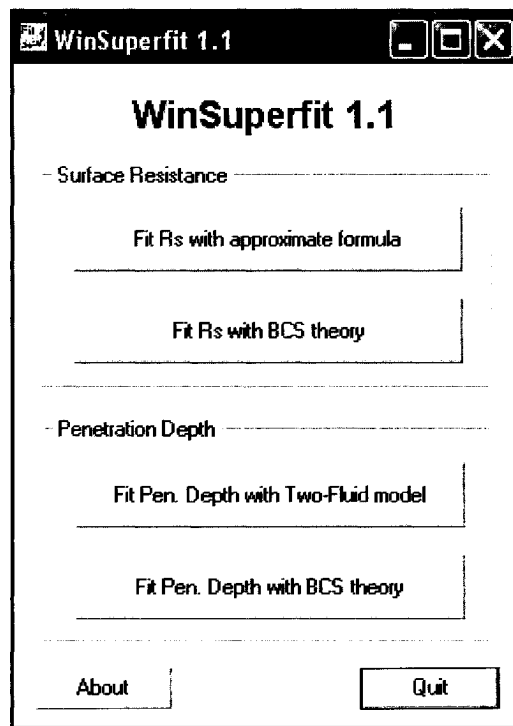 WinSuperfit 1.1
WinSuperfit 1.1
Surface Resistance
Fit Rs with approximate formula
Fit Rs with BCS theory
Penetration Depth
Fit Pen. Depth with Two-Fluid model
Fit Pen. Depth with BCS theory
About Quit